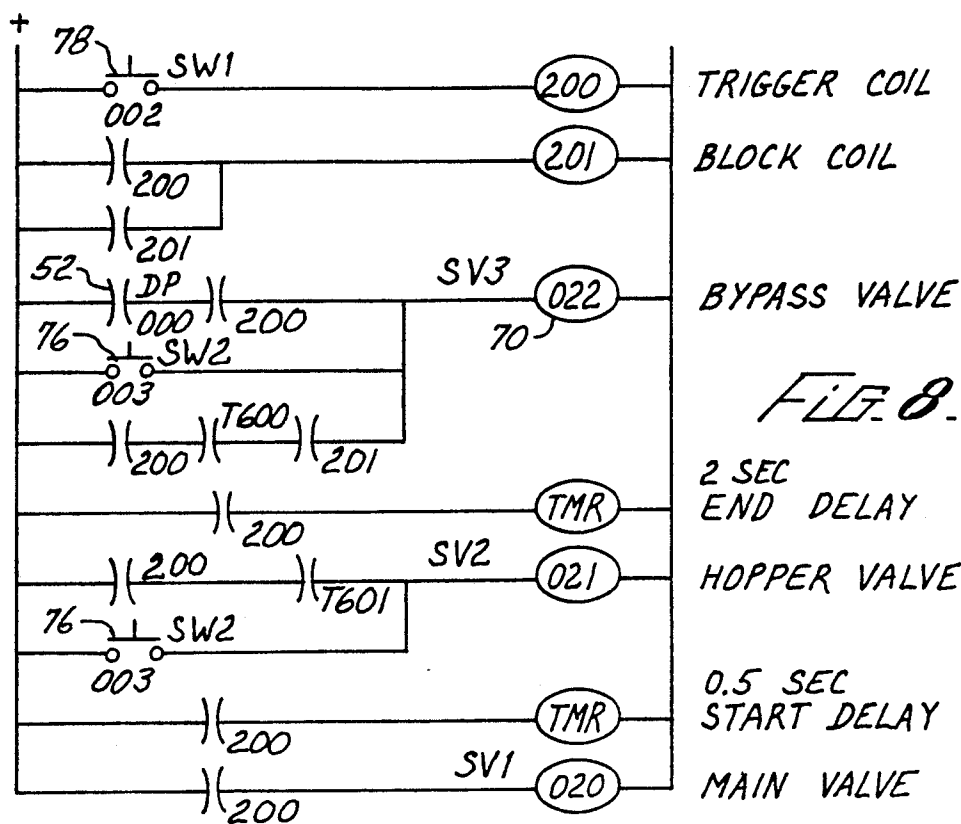 +
78 SW1 200 TRIGGER COIL
002
201 BLOCK COIL
200
201
52 DP SV3 022 BYPASS VALVE
000 200 70
76 SW2
003
FIG. 8.
T600
200 201
2 SEC
TMR END DELAY
200
200 T601 SV2 021 HOPPER VALVE
76 SW2
003
0.5 SEC
TMR START DELAY
200
SV1 020 MAIN VALVE
200